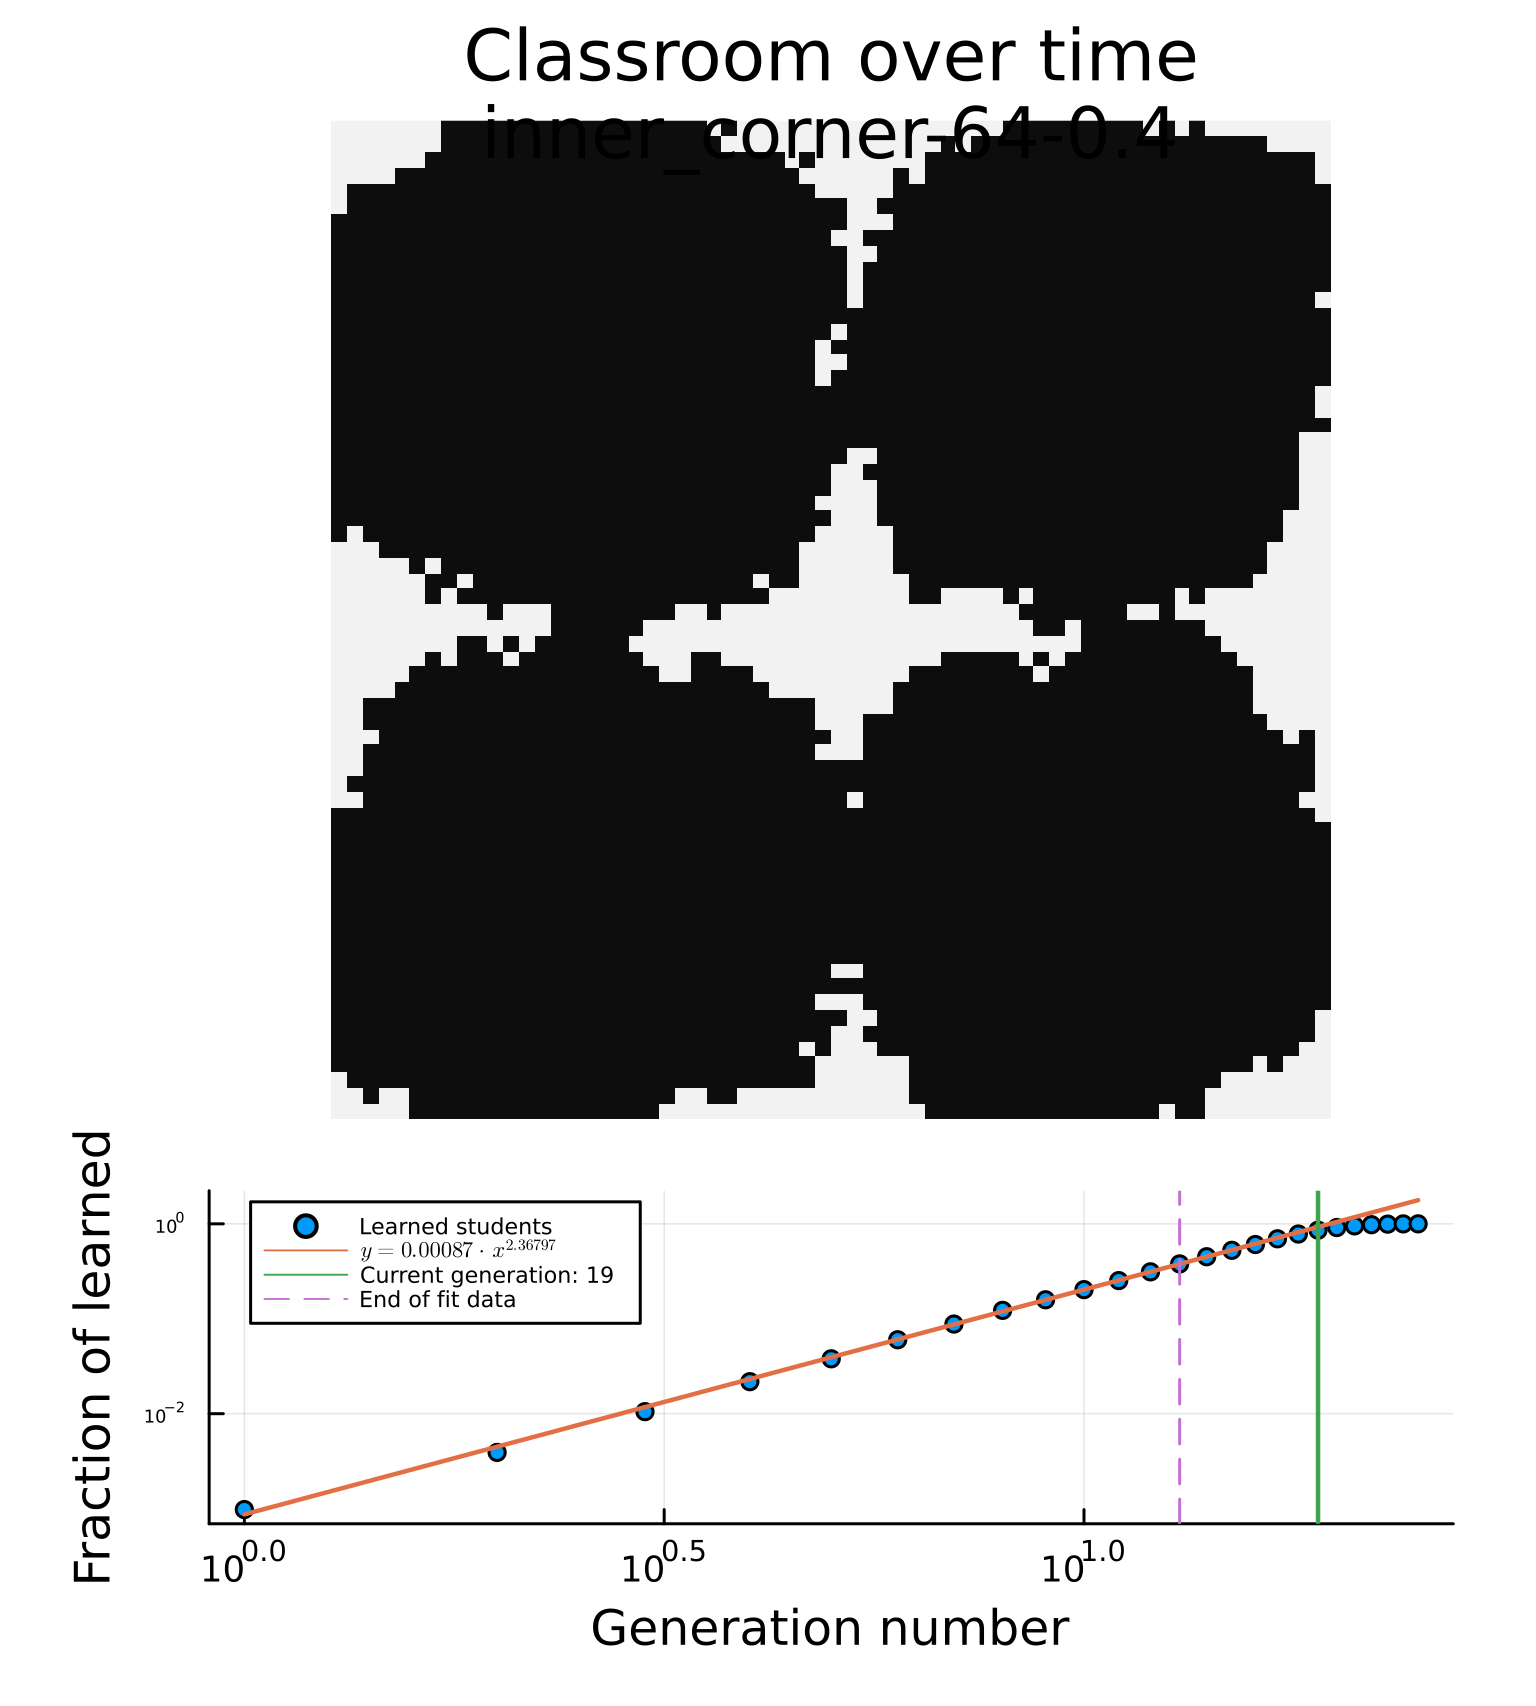 Classroom over time
inner_corner-64-0.4
Fraction of learned
10^0
10^−2
Learned students
y = 0.00087 · x^2.36797
Current generation: 19
End of fit data
10^0.0
10^0.5
10^1.0
Generation number